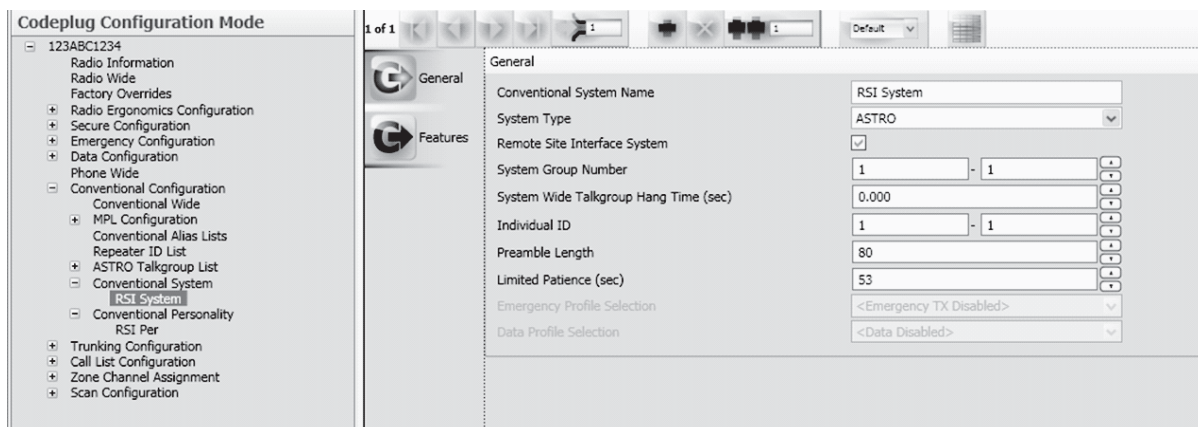 Codeplug Configuration Mode
123ABC1234
Radio Information
Radio Wide
Factory Overrides
Radio Ergonomics Configuration
Secure Configuration
Emergency Configuration
Data Configuration
Phone Wide
Conventional Configuration
Conventional Wide
MPL Configuration
Conventional Alias Lists
Repeater ID List
ASTRO Talkgroup List
Conventional System
RSI System
Conventional Personality
RSI Per
Trunking Configuration
Call List Configuration
Zone Channel Assignment
Scan Configuration
1 of 1 1 1 Default
General
Features
General
Conventional System Name RSI System
System Type ASTRO
Remote Site Interface System
System Group Number 1 - 1
System Wide Talkgroup Hang Time (sec) 0.000
Individual ID 1 - 1
Preamble Length 80
Limited Patience (sec) 53
Emergency Profile Selection <Emergency TX Disabled>
Data Profile Selection <Data Disabled>